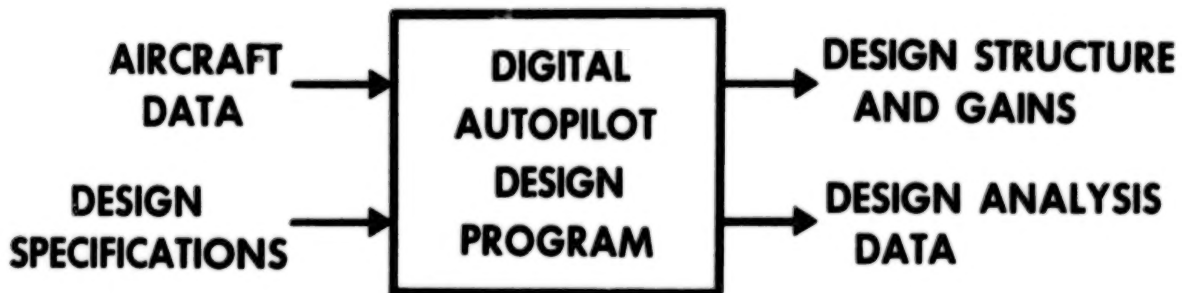 AIRCRAFT
DATA
DESIGN
SPECIFICATIONS
DIGITAL
AUTOPILOT
DESIGN
PROGRAM
DESIGN STRUCTURE
AND GAINS
DESIGN ANALYSIS
DATA